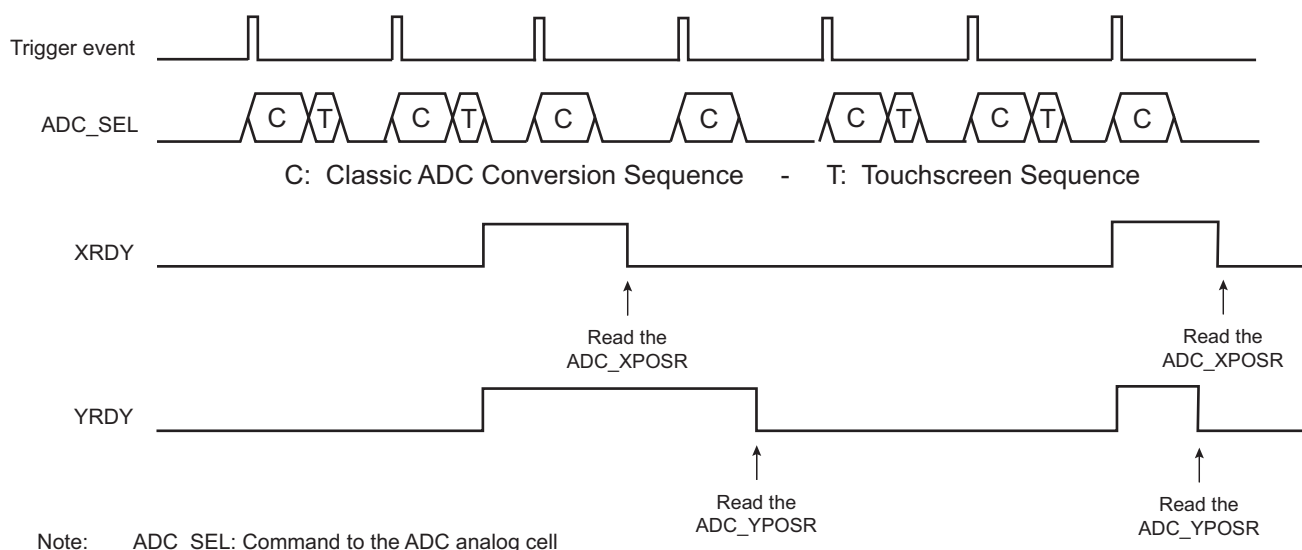 Trigger event
ADC_SEL
C T C T C C C T C T C
C: Classic ADC Conversion Sequence - T: Touchscreen Sequence
XRDY
Read the
ADC_XPOSR
Read the
ADC_XPOSR
YRDY
Read the
ADC_YPOSR
Read the
ADC_YPOSR
Note: ADC_SEL: Command to the ADC analog cell